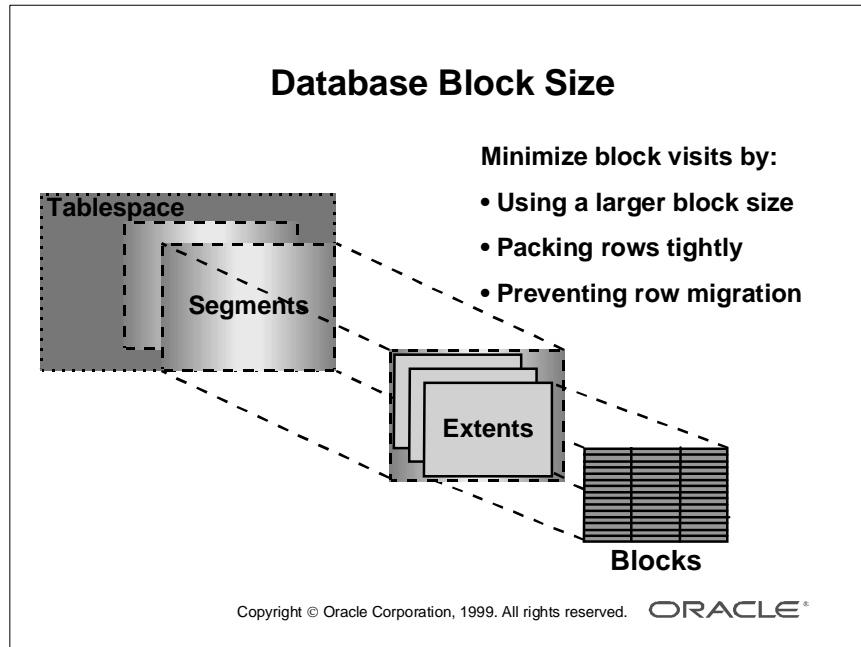 Database Block Size
Minimize block visits by:
• Using a larger block size
• Packing rows tightly
• Preventing row migration
Tablespace
Segments
Extents
Blocks
Copyright © Oracle Corporation, 1999. All rights reserved.
ORACLE®